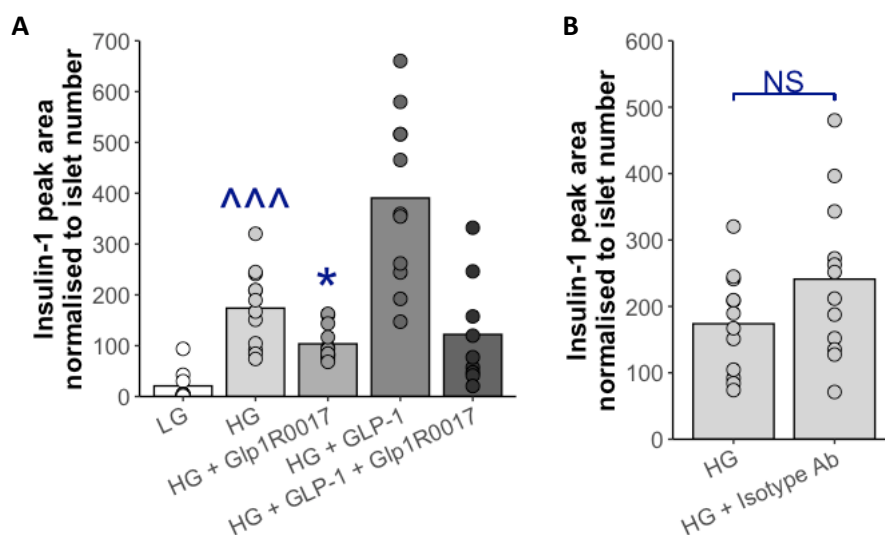 A
Insulin-1 peak area
normalised to islet number
700
600
500
400
300
200
100
0
^^^
*
LG
HG
HG + Glp1R0017
HG + GLP-1
HG + GLP-1 + Glp1R0017
B
Insulin-1 peak area
normalised to islet number
600
500
400
300
200
100
0
NS
HG
HG + Isotype Ab